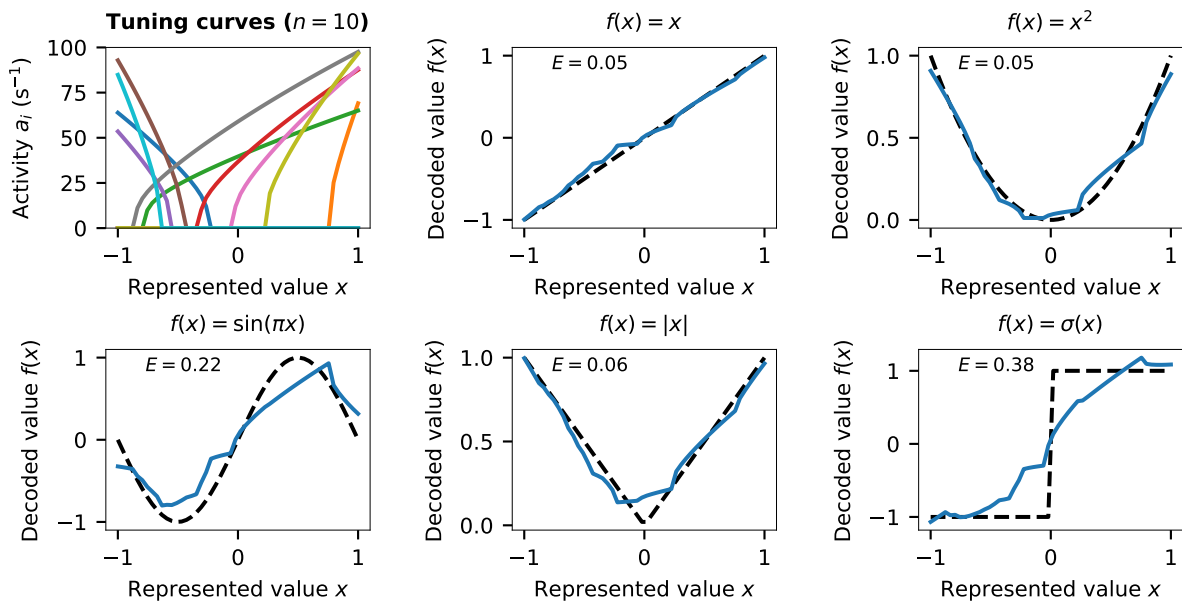 Tuning curves (n = 10)
100
75
50
25
0
Activity a_i (s⁻¹)
−1
0
1
Represented value x
f(x) = x
E = 0.05
1
0
−1
Decoded value f(x)
−1
0
1
Represented value x
f(x) = x²
E = 0.05
1.0
0.5
0.0
Decoded value f(x)
−1
0
1
Represented value x
f(x) = sin(πx)
E = 0.22
1
0
−1
Decoded value f(x)
−1
0
1
Represented value x
f(x) = |x|
E = 0.06
1.0
0.5
0.0
Decoded value f(x)
−1
0
1
Represented value x
f(x) = σ(x)
E = 0.38
1
0
−1
Decoded value f(x)
−1
0
1
Represented value x